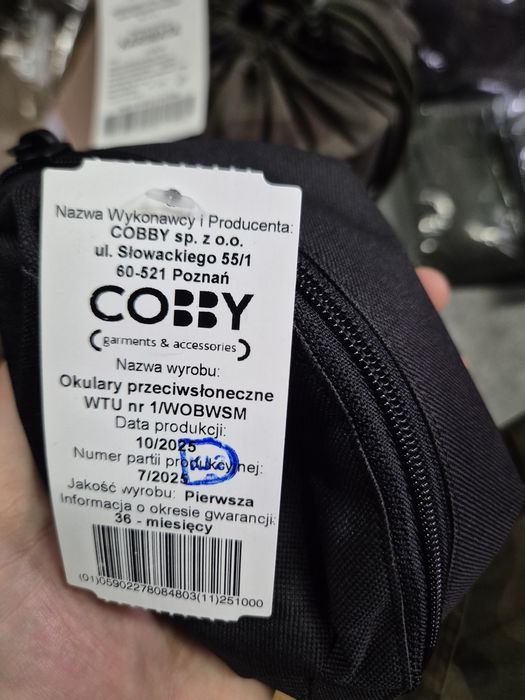 Nazwa Wykonawcy i Producenta:
COBBY sp. z o.o.
ul. Słowackiego 55/1
60-521 Poznań
COBBY
(garments & accessories)
Nazwa wyrobu:
Okulary przeciwsłoneczne
WTU nr 1/WOBWSM
Data produkcji:
10/2025
Numer partii produkcyjnej:
7/2025
Jakość wyrobu: Pierwsza
Informacja o okresie gwarancji:
36 - miesięcy
(01)05902278084803(11)251000